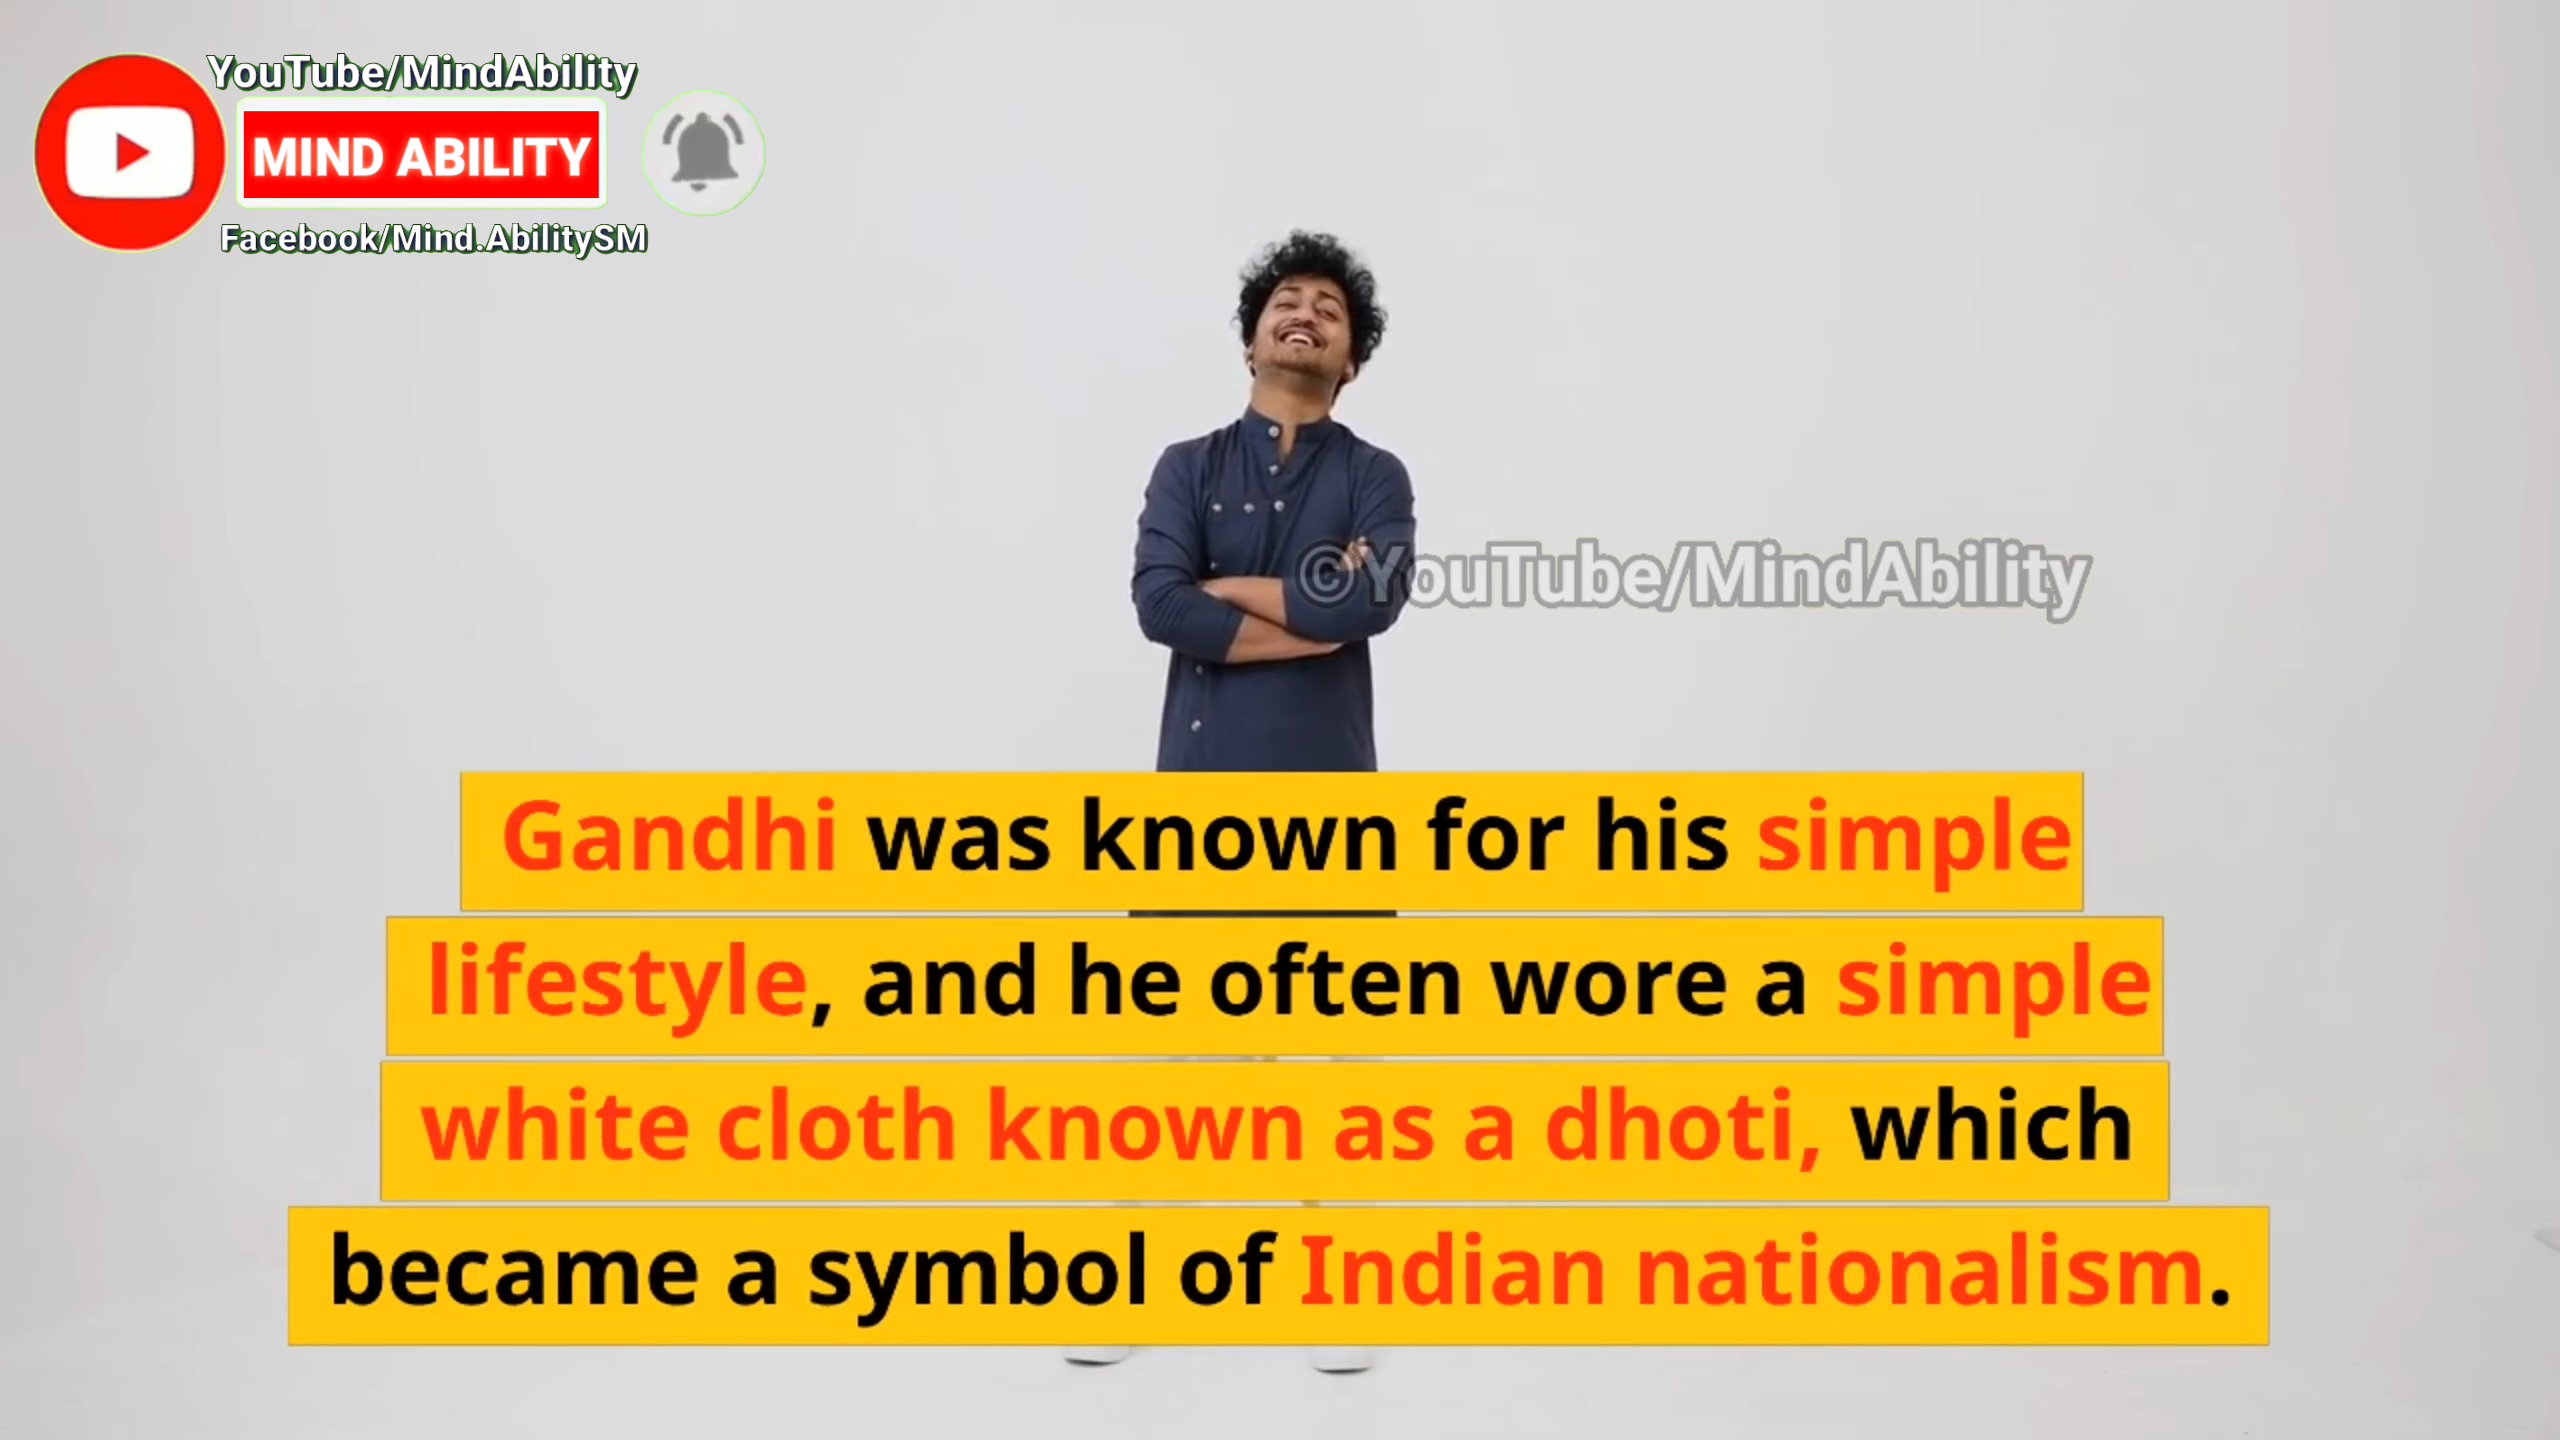 YouTube/MindAbility
MIND ABILITY
Facebook/Mind.AbilitySM
©YouTube/MindAbility
Gandhi was known for his simple
lifestyle, and he often wore a simple
white cloth known as a dhoti, which
became a symbol of Indian nationalism.